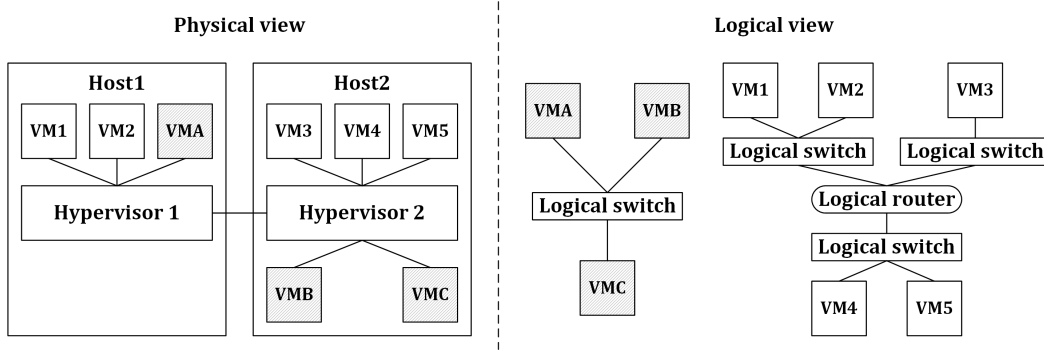 Physical view
Host1
VM1 VM2 VMA
Hypervisor 1
Host2
VM3 VM4 VM5
Hypervisor 2
VMB VMC
Logical view
VMA VMB
Logical switch
VMC
VM1 VM2 VM3
Logical switch Logical switch
Logical router
Logical switch
VM4 VM5